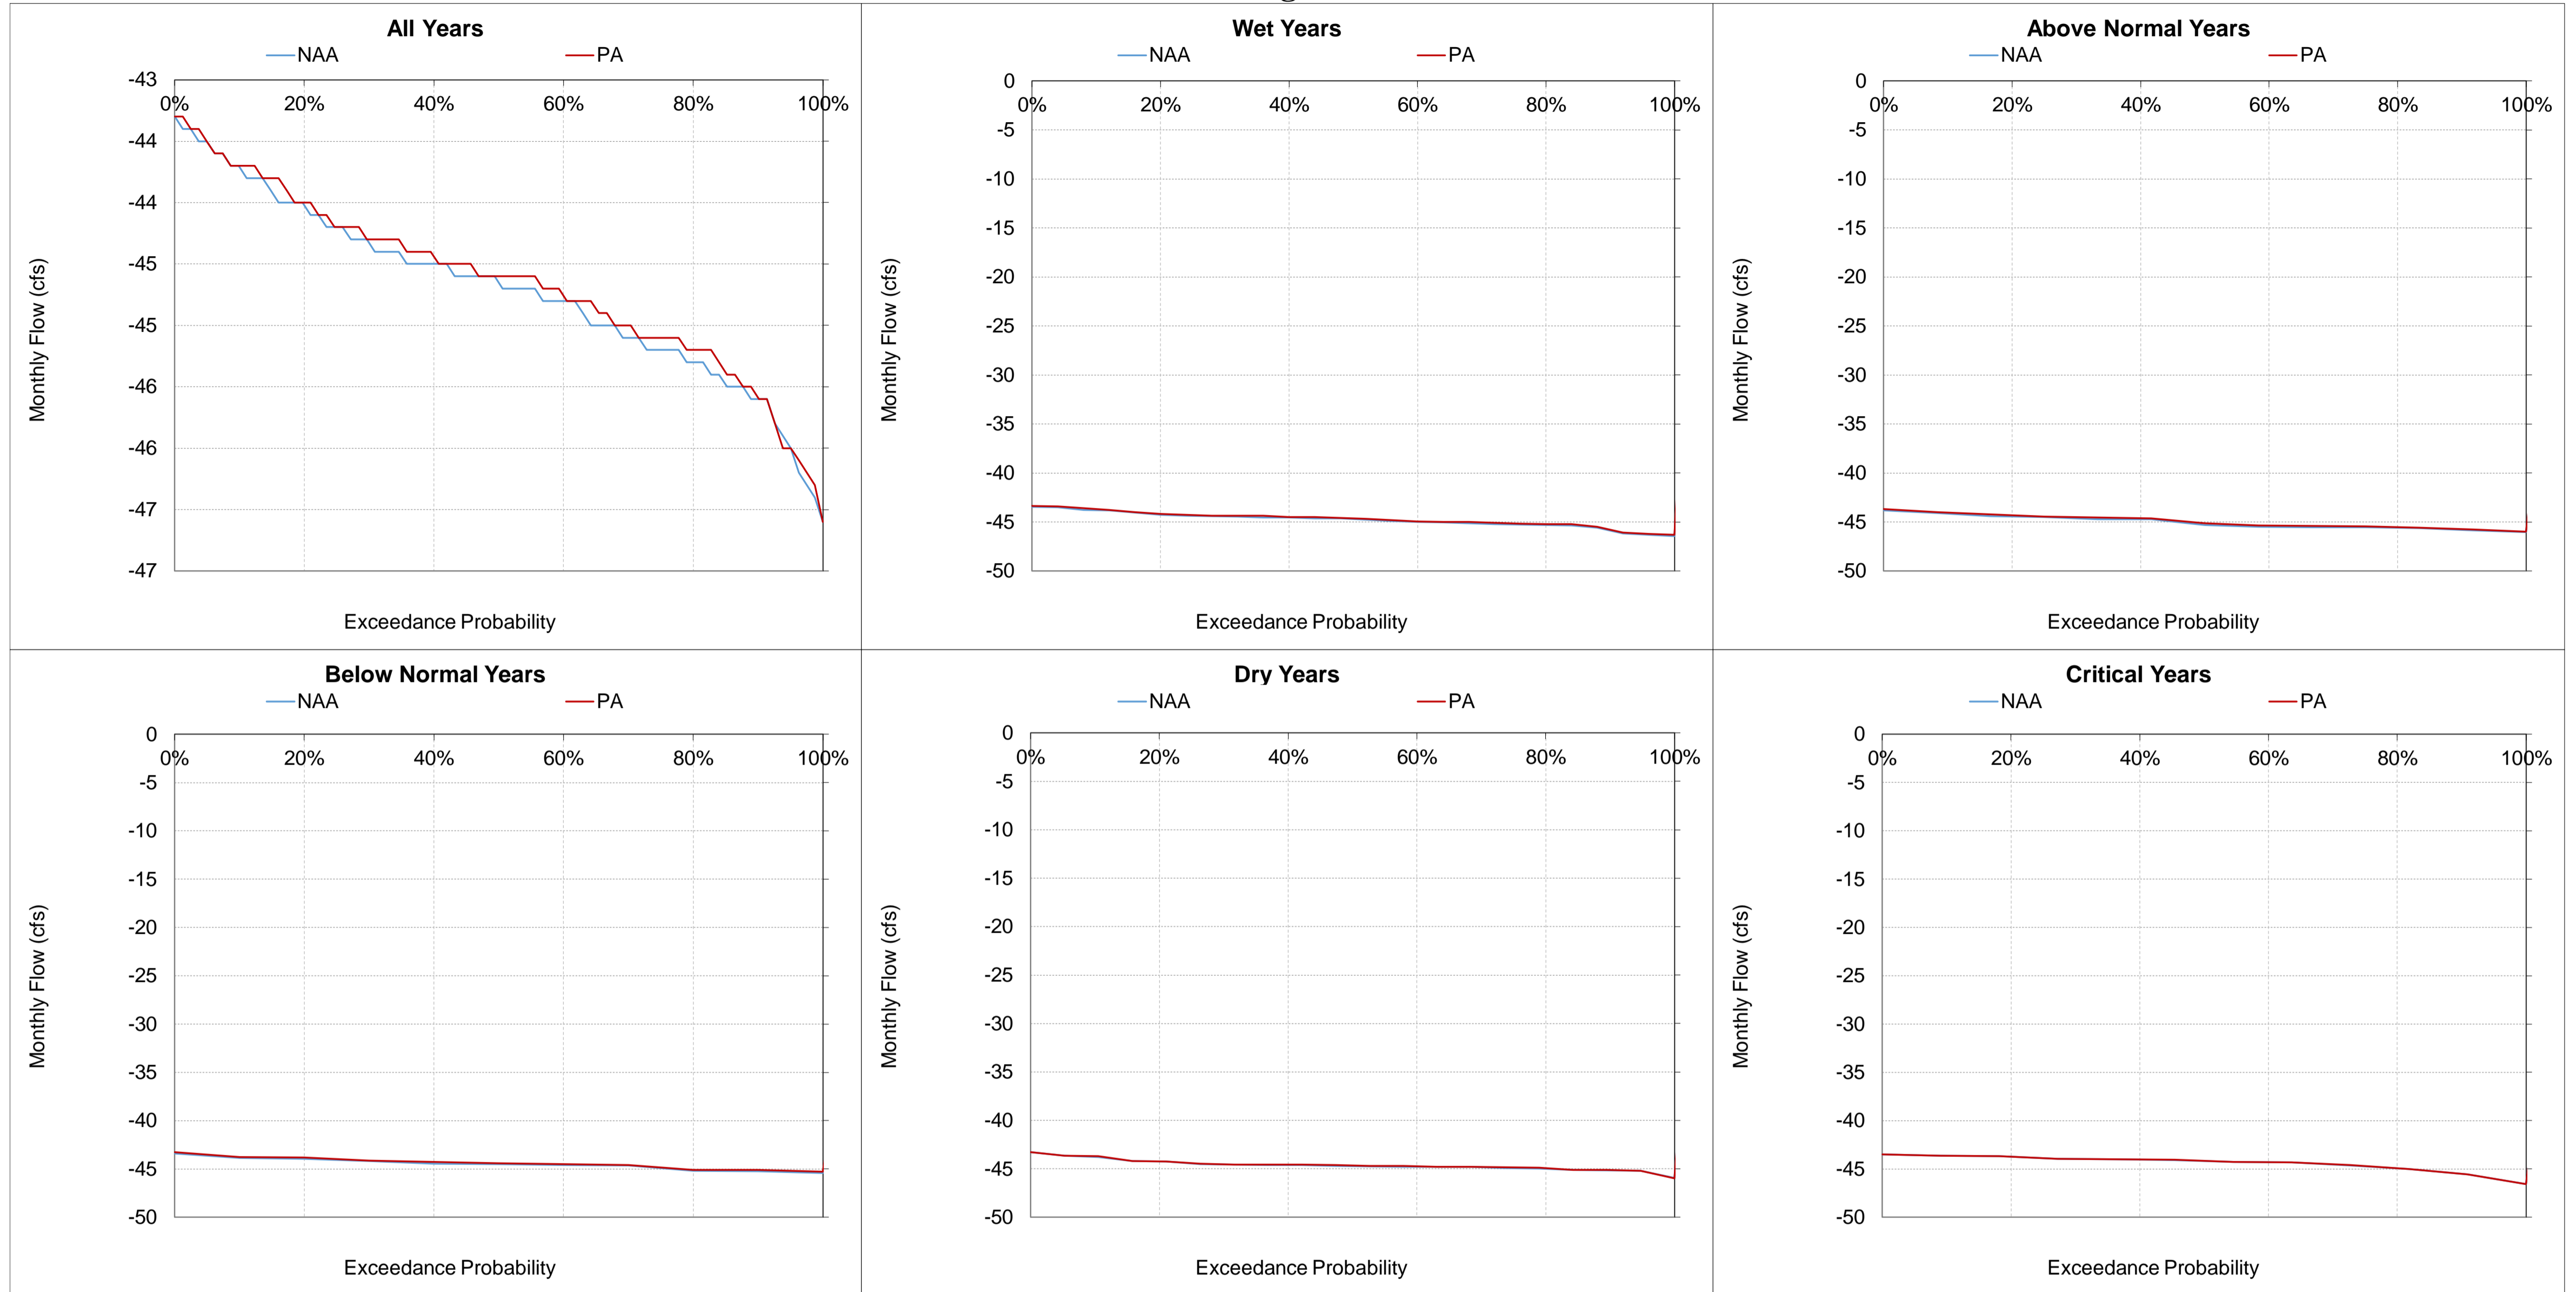 All Years
NAA PA
-43
0% 20% 40% 60% 80% 100%
-44
-44
-45
-45
-46
-46
-47
-47
Monthly Flow (cfs)
Exceedance Probability
Wet Years
NAA PA
0
0% 20% 40% 60% 80% 100%
-5
-10
-15
-20
-25
-30
-35
-40
-45
-50
Monthly Flow (cfs)
Exceedance Probability
Above Normal Years
NAA PA
0
0% 20% 40% 60% 80% 100%
-5
-10
-15
-20
-25
-30
-35
-40
-45
-50
Monthly Flow (cfs)
Exceedance Probability
Below Normal Years
NAA PA
0
0% 20% 40% 60% 80% 100%
-5
-10
-15
-20
-25
-30
-35
-40
-45
-50
Monthly Flow (cfs)
Exceedance Probability
Dry Years
NAA PA
0
0% 20% 40% 60% 80% 100%
-5
-10
-15
-20
-25
-30
-35
-40
-45
-50
Monthly Flow (cfs)
Exceedance Probability
Critical Years
NAA PA
0
0% 20% 40% 60% 80% 100%
-5
-10
-15
-20
-25
-30
-35
-40
-45
-50
Monthly Flow (cfs)
Exceedance Probability